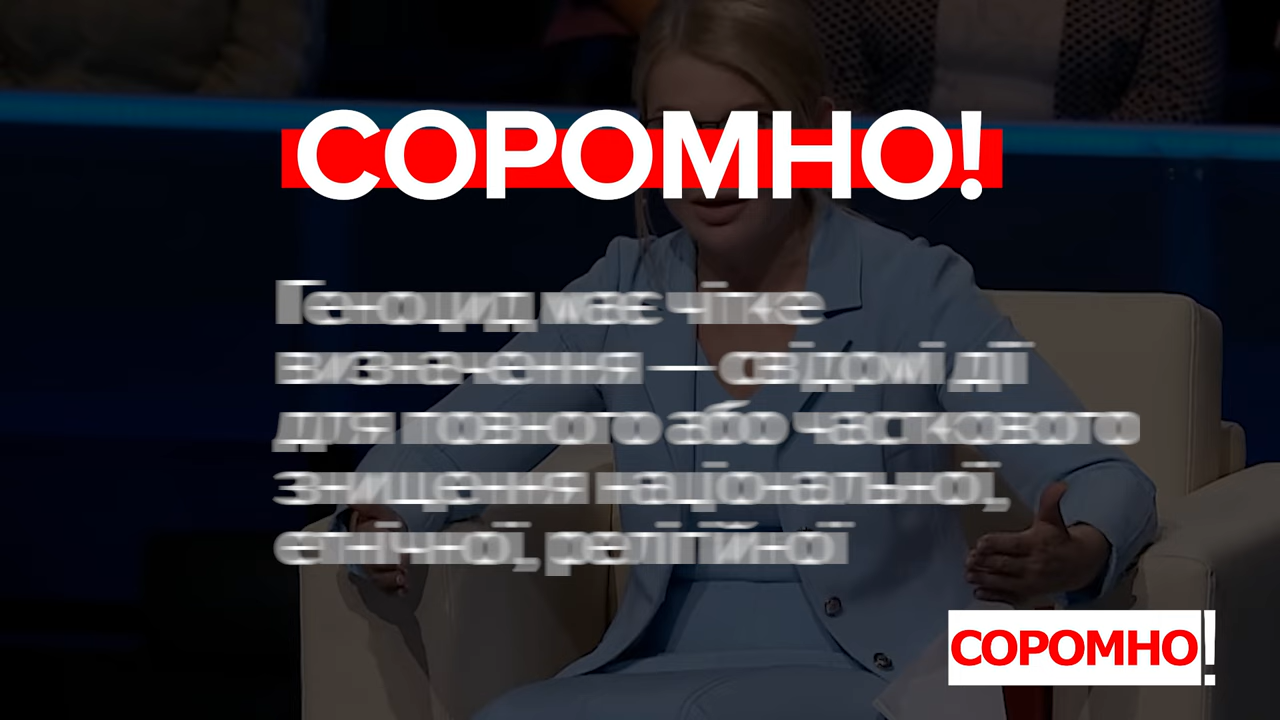 СОРОМНО!
Геноцид має чітке
визначення — свідомі дії
для повного або часткового
знищення національної,
етнічної, релігійної
СОРОМНО!